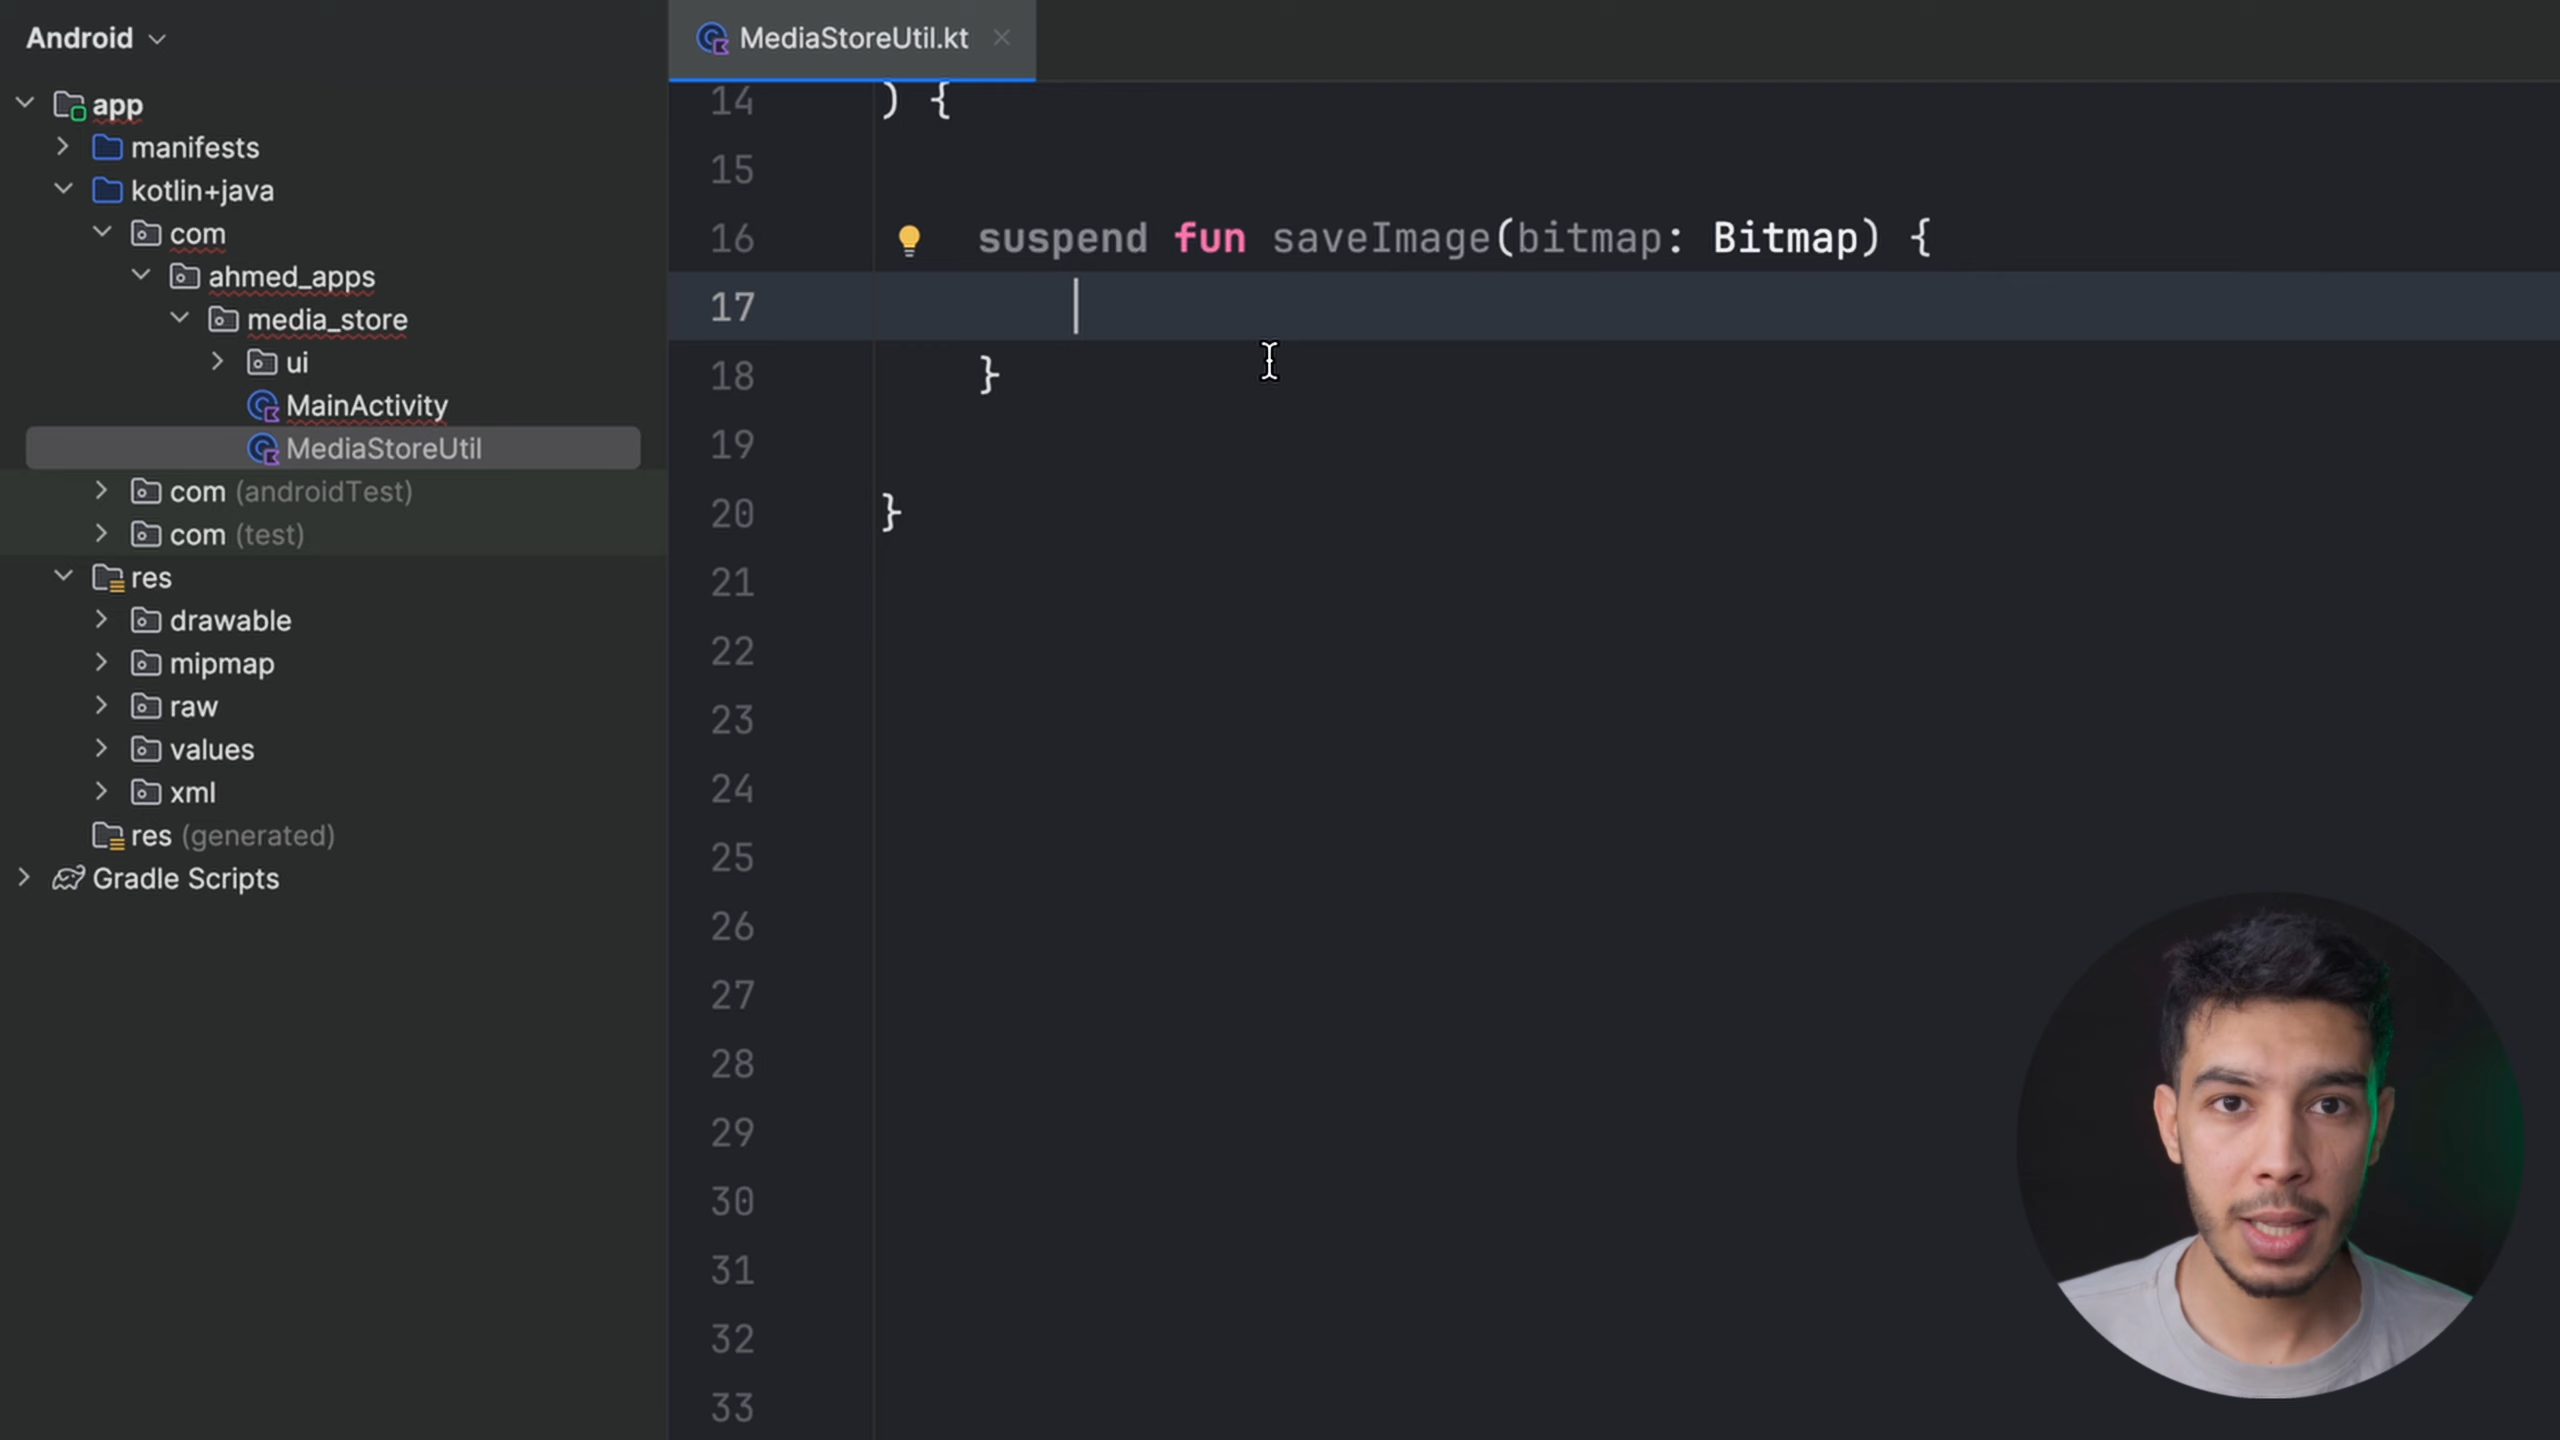 Android
app
manifests
kotlin+java
com
ahmed_apps
media_store
ui
MainActivity
MediaStoreUtil
com (androidTest)
com (test)
res
drawable
mipmap
raw
values
xml
res (generated)
Gradle Scripts
MediaStoreUtil.kt
14 ) {
15
16 suspend fun saveImage(bitmap: Bitmap) {
17
18 }
19
20 }
21
22
23
24
25
26
27
28
29
30
31
32
33